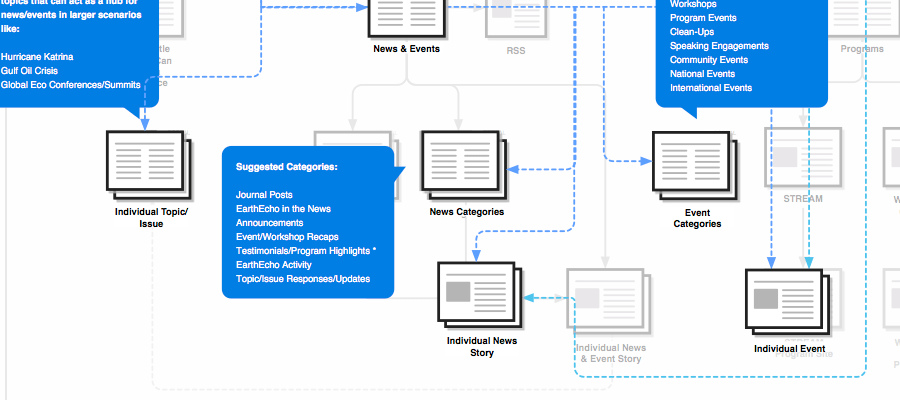 topics that can act as a hub for
news/events in larger scenarios
like:
Hurricane Katrina
Gulf Oil Crisis
Global Eco Conferences/Summits
News & Events
RSS
Workshops
Program Events
Clean-Ups
Speaking Engagements
Community Events
National Events
International Events
Programs
Individual Topic/
Issue
Suggested Categories:
Journal Posts
EarthEcho in the News
Announcements
Event/Workshop Recaps
Testimonials/Program Highlights *
EarthEcho Activity
Topic/Issue Responses/Updates
News Categories
Event
Categories
STREAM
Individual News
Story
Individual News
& Event Story
Individual Event
Program Site